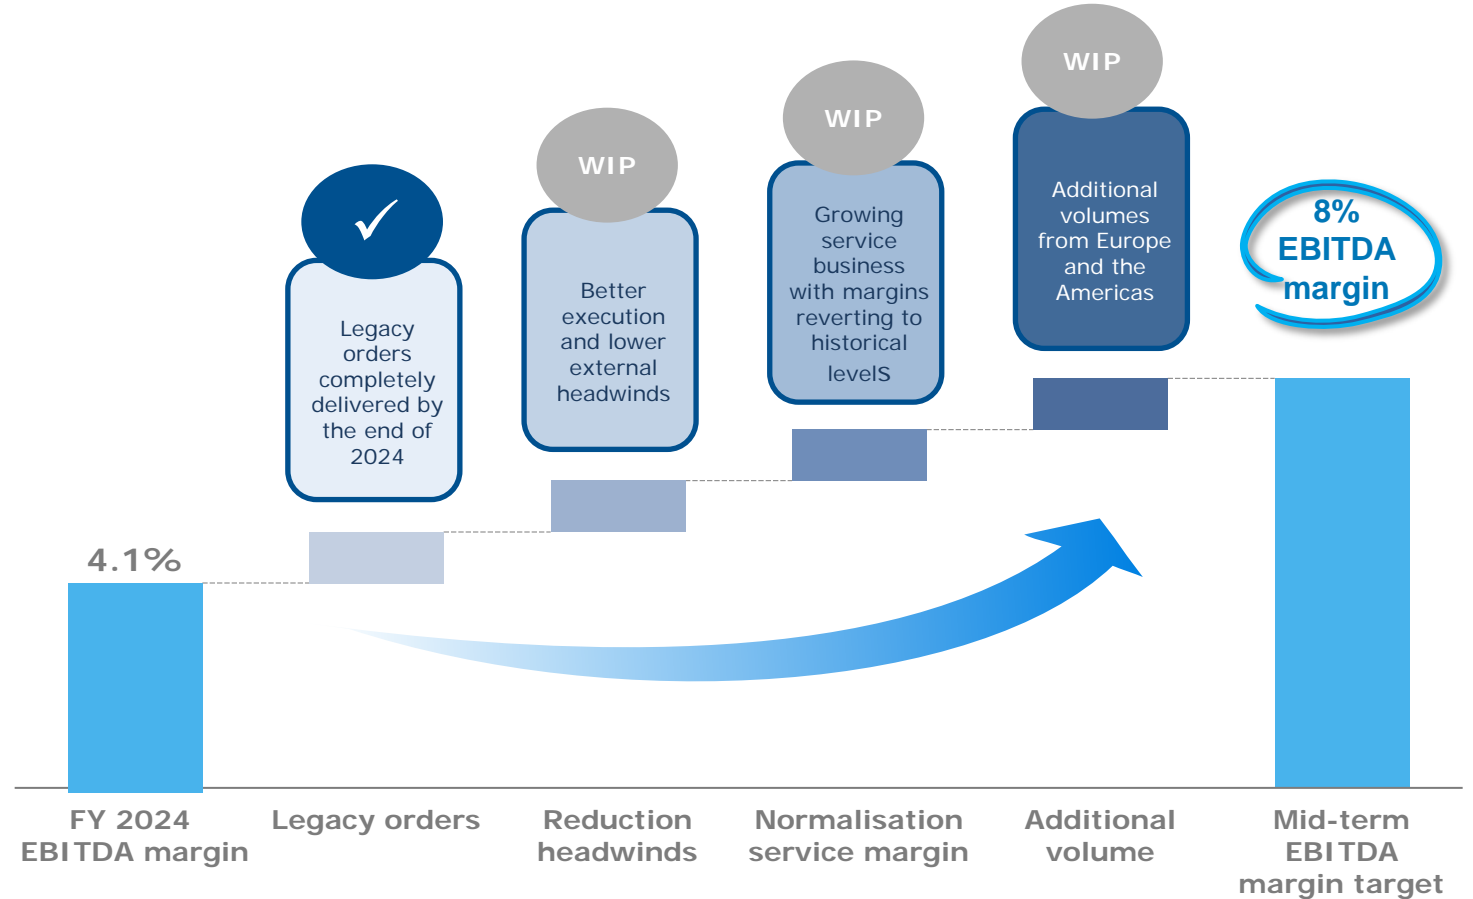 WIP
WIP
WIP
✓
Legacy
orders
completely
delivered by
the end of
2024
Better
execution
and lower
external
headwinds
Growing
service
business
with margins
reverting to
historical
levelS
Additional
volumes
from Europe
and the
Americas
8%
EBITDA
margin
4.1%
FY 2024
EBITDA margin
Legacy orders
Reduction
headwinds
Normalisation
service margin
Additional
volume
Mid-term
EBITDA
margin target